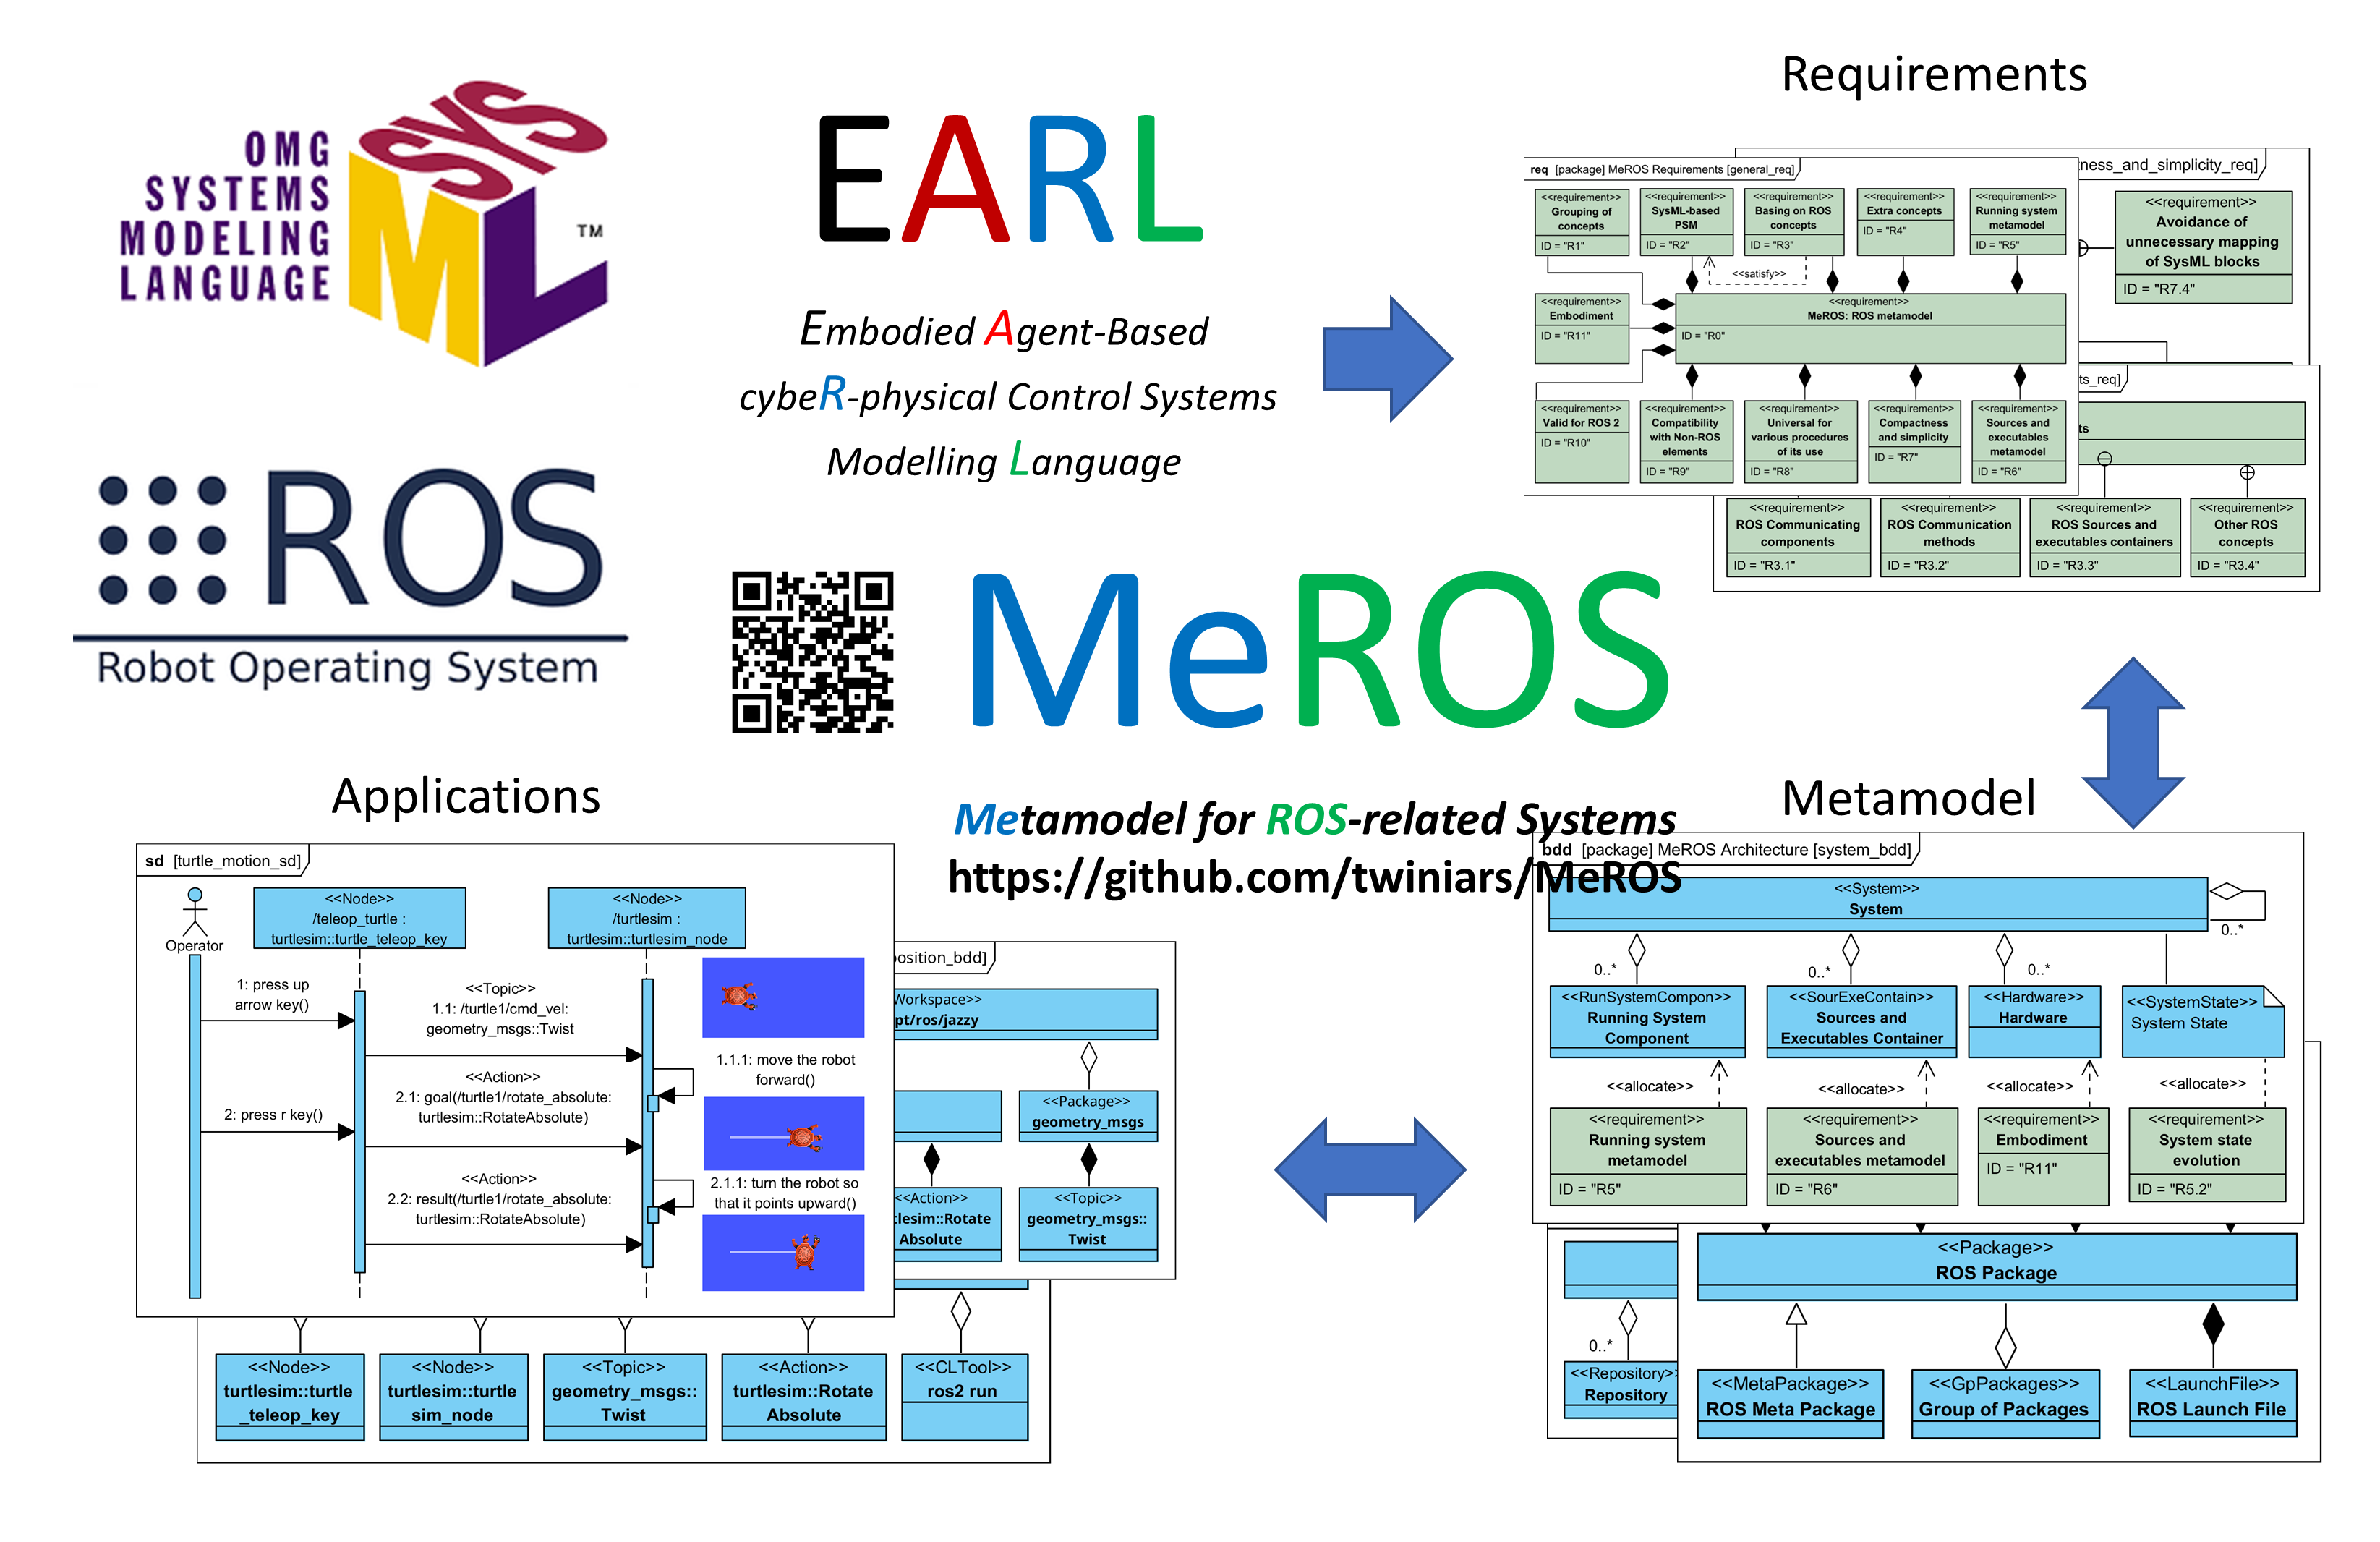 OMG
SYSTEMS
MODELING
LANGUAGE
SYS
ML
TM
ROS
Robot Operating System
EARL
Embodied Agent-Based
cybeR-physical Control Systems
Modelling Language
Requirements
req [package] MeROS Requirements [general_req]
<<requirement>>
Grouping of
concepts
ID = "R1"
<<requirement>>
SysML-based
PSM
ID = "R2"
<<requirement>>
Basing on ROS
concepts
ID = "R3"
<<requirement>>
Extra concepts
ID = "R4"
<<requirement>>
Running system
metamodel
ID = "R5"
<<satisfy>>
<<requirement>>
Embodiment
ID = "R11"
<<requirement>>
MeROS: ROS metamodel
ID = "R0"
<<requirement>>
Valid for ROS 2
ID = "R10"
<<requirement>>
Compatibility
with Non-ROS
elements
ID = "R9"
<<requirement>>
Universal for
various procedures
of its use
ID = "R8"
<<requirement>>
Compactness
and simplicity
ID = "R7"
<<requirement>>
Sources and
executables
metamodel
ID = "R6"
ness_and_simplicity_req]
<<requirement>>
Avoidance of
unnecessary mapping
of SysML blocks
ID = "R7.4"
ts_req]
ts
<<requirement>>
ROS Communicating
components
ID = "R3.1"
<<requirement>>
ROS Communication
methods
ID = "R3.2"
<<requirement>>
ROS Sources and
executables containers
ID = "R3.3"
<<requirement>>
Other ROS
concepts
ID = "R3.4"
MeROS
Metamodel for ROS-related Systems
https://github.com/twiniars/MeROS
Applications
sd [turtle_motion_sd]
Operator
<<Node>>
/teleop_turtle :
turtlesim::turtle_teleop_key
<<Node>>
/turtlesim :
turtlesim::turtlesim_node
1: press up
arrow key()
<<Topic>>
1.1: /turtle1/cmd_vel:
geometry_msgs::Twist
1.1.1: move the robot
forward()
2: press r key()
<<Action>>
2.1: goal(/turtle1/rotate_absolute:
turtlesim::RotateAbsolute)
<<Action>>
2.2: result(/turtle1/rotate_absolute:
turtlesim::RotateAbsolute)
2.1.1: turn the robot so
that it points upward()
osition_bdd]
Workspace>>
pt/ros/jazzy
<<Package>>
geometry_msgs
<<Action>>
tlesim::Rotate
Absolute
<<Topic>>
geometry_msgs::
Twist
<<Node>>
turtlesim::turtle
_teleop_key
<<Node>>
turtlesim::turtle
sim_node
<<Topic>>
geometry_msgs::
Twist
<<Action>>
turtlesim::Rotate
Absolute
<<CLTool>>
ros2 run
Metamodel
bdd [package] MeROS Architecture [system_bdd]
<<System>>
System
0..*
0..*
0..*
0..*
<<RunSystemCompon>>
Running System
Component
<<SourExeContain>>
Sources and
Executables Container
<<Hardware>>
Hardware
<<SystemState>>
System State
<<allocate>>
<<allocate>>
<<allocate>>
<<allocate>>
<<requirement>>
Running system
metamodel
ID = "R5"
<<requirement>>
Sources and
executables metamodel
ID = "R6"
<<requirement>>
Embodiment
ID = "R11"
<<requirement>>
System state
evolution
ID = "R5.2"
0..*
<<Repository>>
Repository
<<Package>>
ROS Package
<<MetaPackage>>
ROS Meta Package
<<GpPackages>>
Group of Packages
<<LaunchFile>>
ROS Launch File